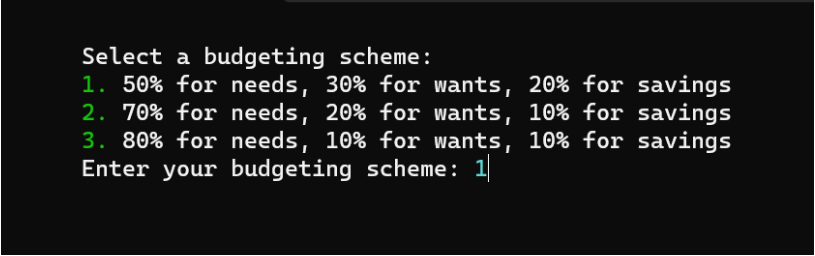 Select a budgeting scheme:
1. 50% for needs, 30% for wants, 20% for savings
2. 70% for needs, 20% for wants, 10% for savings
3. 80% for needs, 10% for wants, 10% for savings
Enter your budgeting scheme: 1